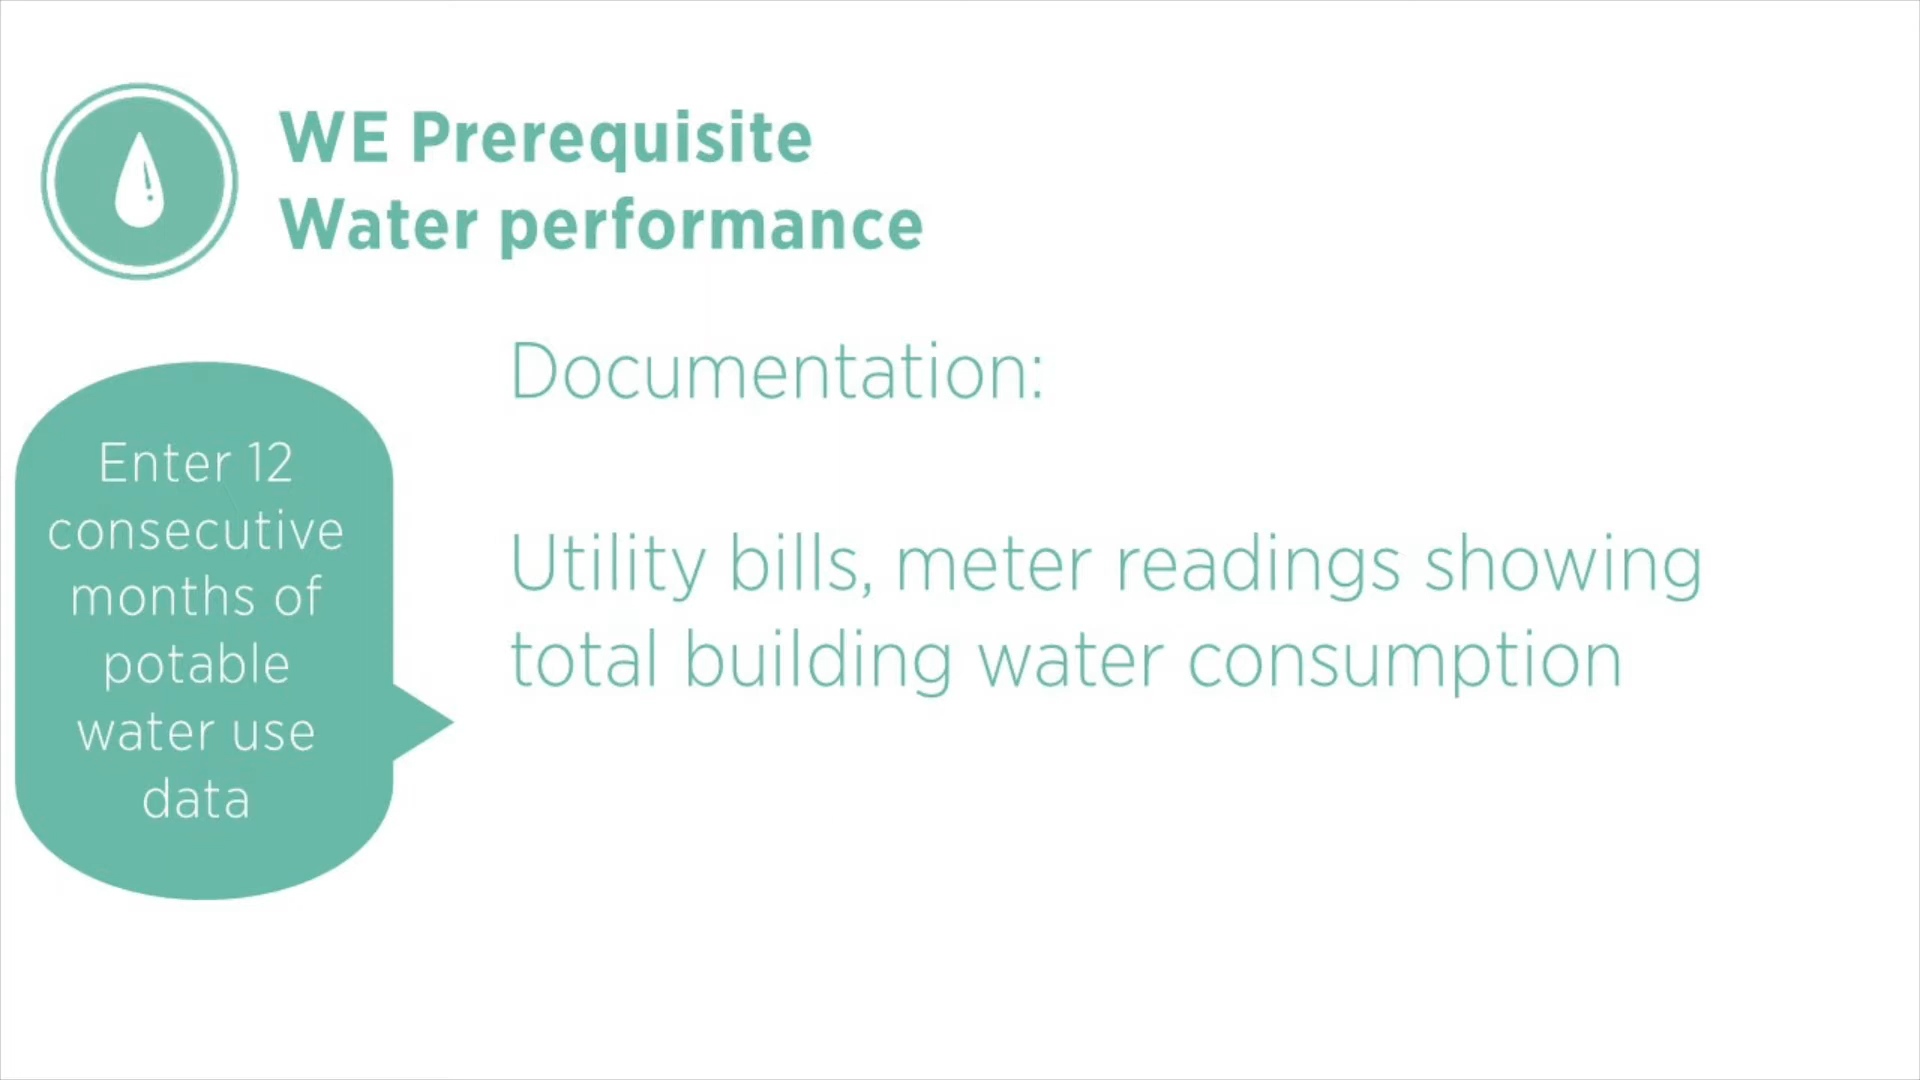 WE Prerequisite
Water performance
Documentation:
Enter 12
consecutive
months of
potable
water use
data
Utility bills, meter readings showing
total building water consumption